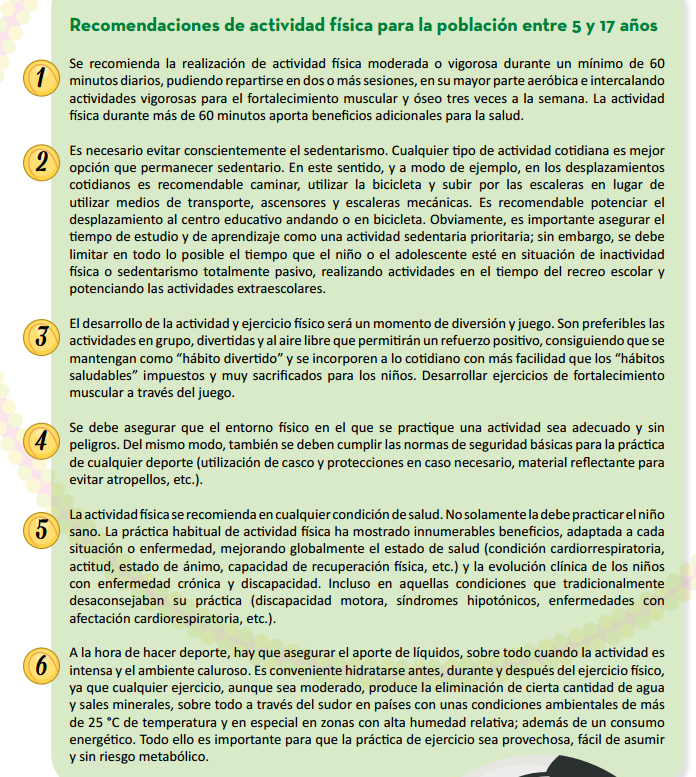 Recomendaciones de actividad física para la población entre 5 y 17 años
1
Se recomienda la realización de actividad física moderada o vigorosa durante un mínimo de 60
minutos diarios, pudiendo repartirse en dos o más sesiones, en su mayor parte aeróbica e intercalando
actividades vigorosas para el fortalecimiento muscular y óseo tres veces a la semana. La actividad
física durante más de 60 minutos aporta beneficios adicionales para la salud.
2
Es necesario evitar conscientemente el sedentarismo. Cualquier tipo de actividad cotidiana es mejor
opción que permanecer sedentario. En este sentido, y a modo de ejemplo, en los desplazamientos
cotidianos es recomendable caminar, utilizar la bicicleta y subir por las escaleras en lugar de
utilizar medios de transporte, ascensores y escaleras mecánicas. Es recomendable potenciar el
desplazamiento al centro educativo andando o en bicicleta. Obviamente, es importante asegurar el
tiempo de estudio y de aprendizaje como una actividad sedentaria prioritaria; sin embargo, se debe
limitar en todo lo posible el tiempo que el niño o el adolescente esté en situación de inactividad
física o sedentarismo totalmente pasivo, realizando actividades en el tiempo del recreo escolar y
potenciando las actividades extraescolares.
3
El desarrollo de la actividad y ejercicio físico será un momento de diversión y juego. Son preferibles las
actividades en grupo, divertidas y al aire libre que permitirán un refuerzo positivo, consiguiendo que se
mantengan como “hábito divertido” y se incorporen a lo cotidiano con más facilidad que los “hábitos
saludables” impuestos y muy sacrificados para los niños. Desarrollar ejercicios de fortalecimiento
muscular a través del juego.
4
Se debe asegurar que el entorno físico en el que se practique una actividad sea adecuado y sin
peligros. Del mismo modo, también se deben cumplir las normas de seguridad básicas para la práctica
de cualquier deporte (utilización de casco y protecciones en caso necesario, material reflectante para
evitar atropellos, etc.).
5
La actividad física se recomienda en cualquier condición de salud. No solamente la debe practicar el niño
sano. La práctica habitual de actividad física ha mostrado innumerables beneficios, adaptada a cada
situación o enfermedad, mejorando globalmente el estado de salud (condición cardiorrespiratoria,
actitud, estado de ánimo, capacidad de recuperación física, etc.) y la evolución clínica de los niños
con enfermedad crónica y discapacidad. Incluso en aquellas condiciones que tradicionalmente
desaconsejaban su práctica (discapacidad motora, síndromes hipotónicos, enfermedades con
afectación cardiorespiratoria, etc.).
6
A la hora de hacer deporte, hay que asegurar el aporte de líquidos, sobre todo cuando la actividad es
intensa y el ambiente caluroso. Es conveniente hidratarse antes, durante y después del ejercicio físico,
ya que cualquier ejercicio, aunque sea moderado, produce la eliminación de cierta cantidad de agua
y sales minerales, sobre todo a través del sudor en países con unas condiciones ambientales de más
de 25 °C de temperatura y en especial en zonas con alta humedad relativa; además de un consumo
energético. Todo ello es importante para que la práctica de ejercicio sea provechosa, fácil de asumir
y sin riesgo metabólico.